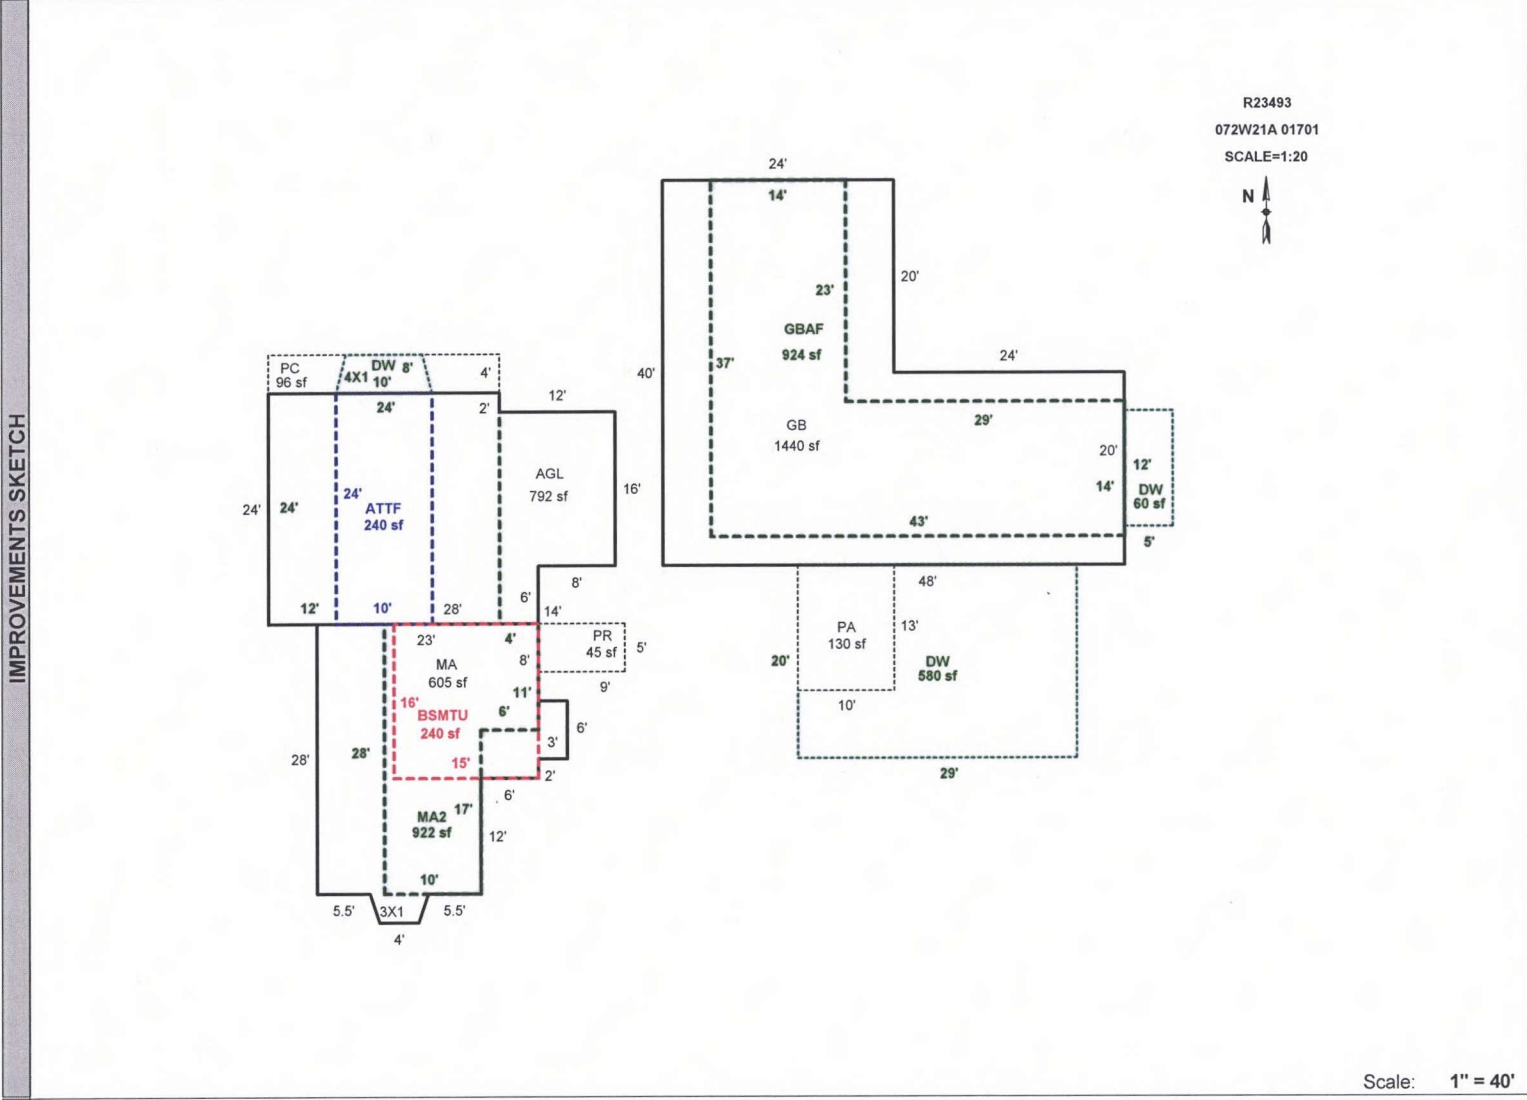 IMPROVEMENTS SKETCH
R23493
072W21A 01701
SCALE=1:20
N
24'
14'
20'
23'
GBAF
924 sf
37'
40'
24'
29'
GB
1440 sf
20'
12'
14'
DW
60 sf
43'
5'
48'
PA
130 sf
13'
20'
DW
580 sf
10'
29'
PC
96 sf
DW 8'
4X1 10'
4'
24'
2'
12'
AGL
792 sf
16'
24'
24'
24'
ATTF
240 sf
8'
6'
12'
10'
28'
14'
23'
4'
PR
45 sf
5'
8'
MA
605 sf
9'
11'
16'
6'
BSMTU
240 sf
6'
3'
28'
28'
15'
2'
6'
17'
MA2
922 sf
12'
10'
5.5'
3X1
5.5'
4'
Scale: 1" = 40'